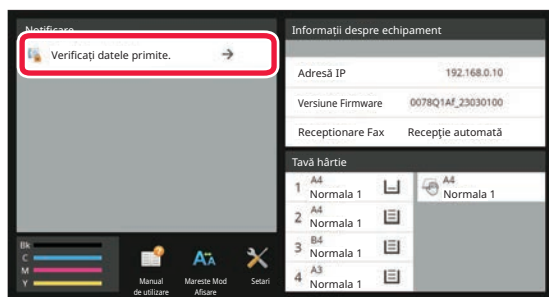 Notificare
Verificați datele primite.
Informații despre echipament
Adresă IP 192.168.0.10
Versiune Firmware 0078Q1Af_23030100
Receptionare Fax Recepție automată
Tavă hârtie
1 A4
Normala 1
A4
Normala 1
2 A4
Normala 1
3 B4
Normala 1
4 A3
Normala 1
Bk
C
M
Y
Manual
de utilizare
Mareste Mod
Afisare
Setari